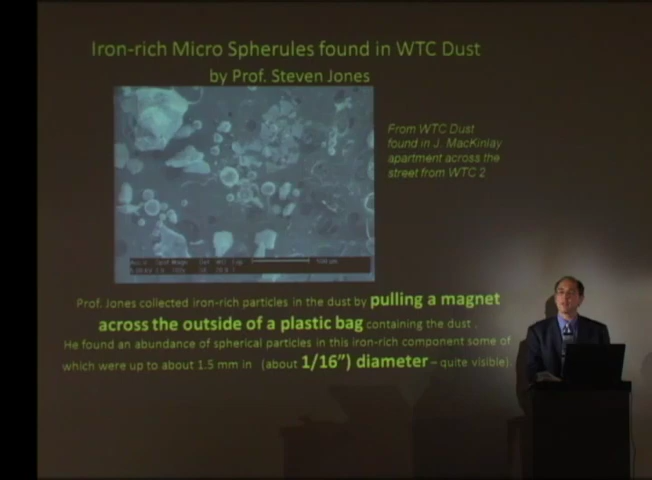 Iron-rich Micro Spherules found in WTC Dust
by Prof. Steven Jones
From WTC Dust
found in J. MacKinlay
apartment across the
street from WTC 2
Prof. Jones collected iron-rich particles in the dust by pulling a magnet
across the outside of a plastic bag containing the dust .
He found an abundance of spherical particles in this iron-rich component some of
which were up to about 1.5 mm in (about 1/16") diameter – quite visible).